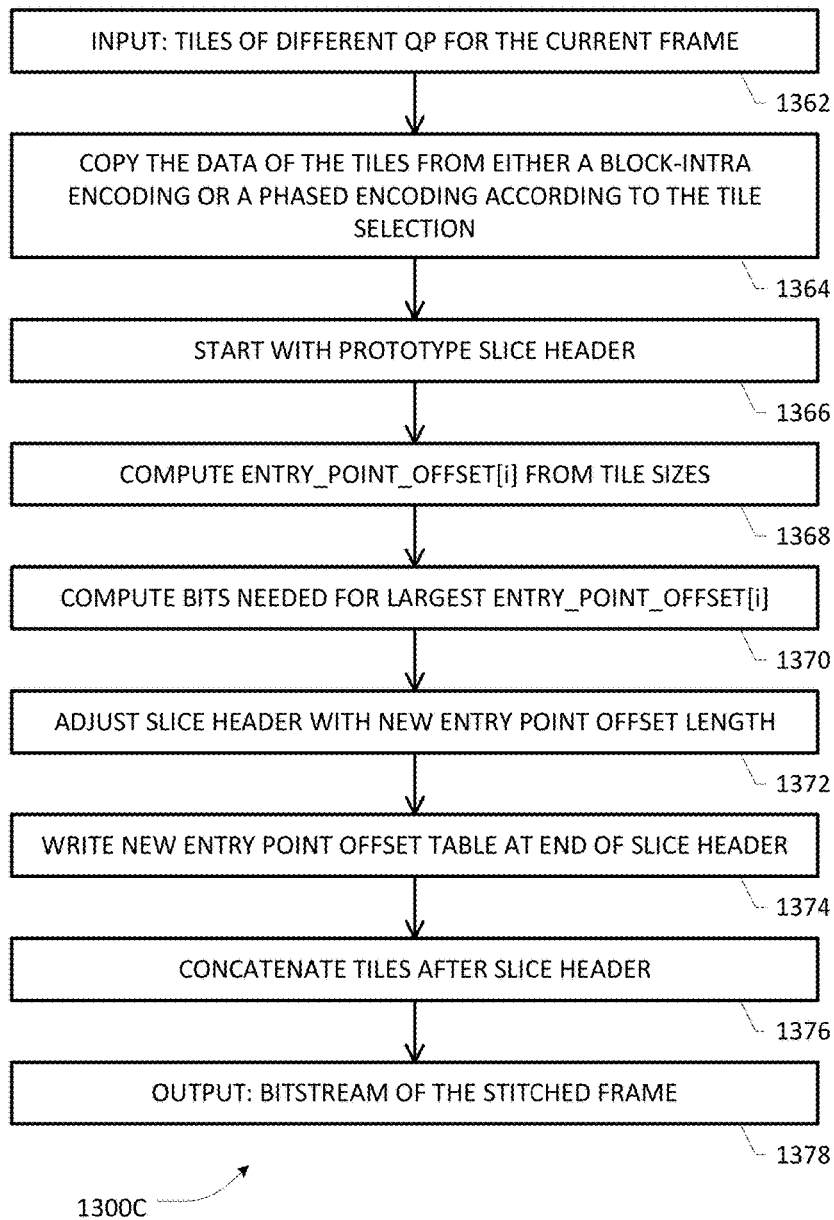 INPUT: TILES OF DIFFERENT QP FOR THE CURRENT FRAME
1362
COPY THE DATA OF THE TILES FROM EITHER A BLOCK-INTRA
ENCODING OR A PHASED ENCODING ACCORDING TO THE TILE
SELECTION
1364
START WITH PROTOTYPE SLICE HEADER
1366
COMPUTE ENTRY_POINT_OFFSET[i] FROM TILE SIZES
1368
COMPUTE BITS NEEDED FOR LARGEST ENTRY_POINT_OFFSET[i]
1370
ADJUST SLICE HEADER WITH NEW ENTRY POINT OFFSET LENGTH
1372
WRITE NEW ENTRY POINT OFFSET TABLE AT END OF SLICE HEADER
1374
CONCATENATE TILES AFTER SLICE HEADER
1376
OUTPUT: BITSTREAM OF THE STITCHED FRAME
1378
1300C